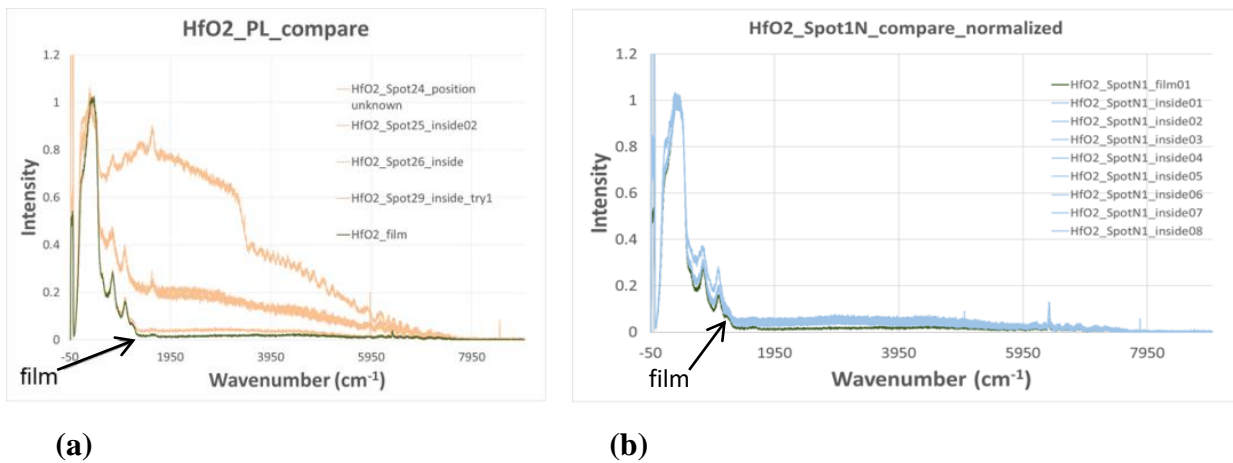 HfO2_PL_compare
1.2
1
0.8
0.6
0.4
0.2
0
Intensity
-50
1950
3950
5950
7950
Wavenumber (cm-1)
HfO2_Spot24_position
unknown
HfO2_Spot25_inside02
HfO2_Spot26_inside
HfO2_Spot29_inside_try1
HfO2_film
film
(a)
HfO2_Spot1N_compare_normalized
1.2
1
0.8
0.6
0.4
0.2
0
Intensity
-50
1950
3950
5950
7950
Wavenumber (cm-1)
HfO2_SpotN1_film01
HfO2_SpotN1_inside01
HfO2_SpotN1_inside02
HfO2_SpotN1_inside03
HfO2_SpotN1_inside04
HfO2_SpotN1_inside05
HfO2_SpotN1_inside06
HfO2_SpotN1_inside07
HfO2_SpotN1_inside08
film
(b)